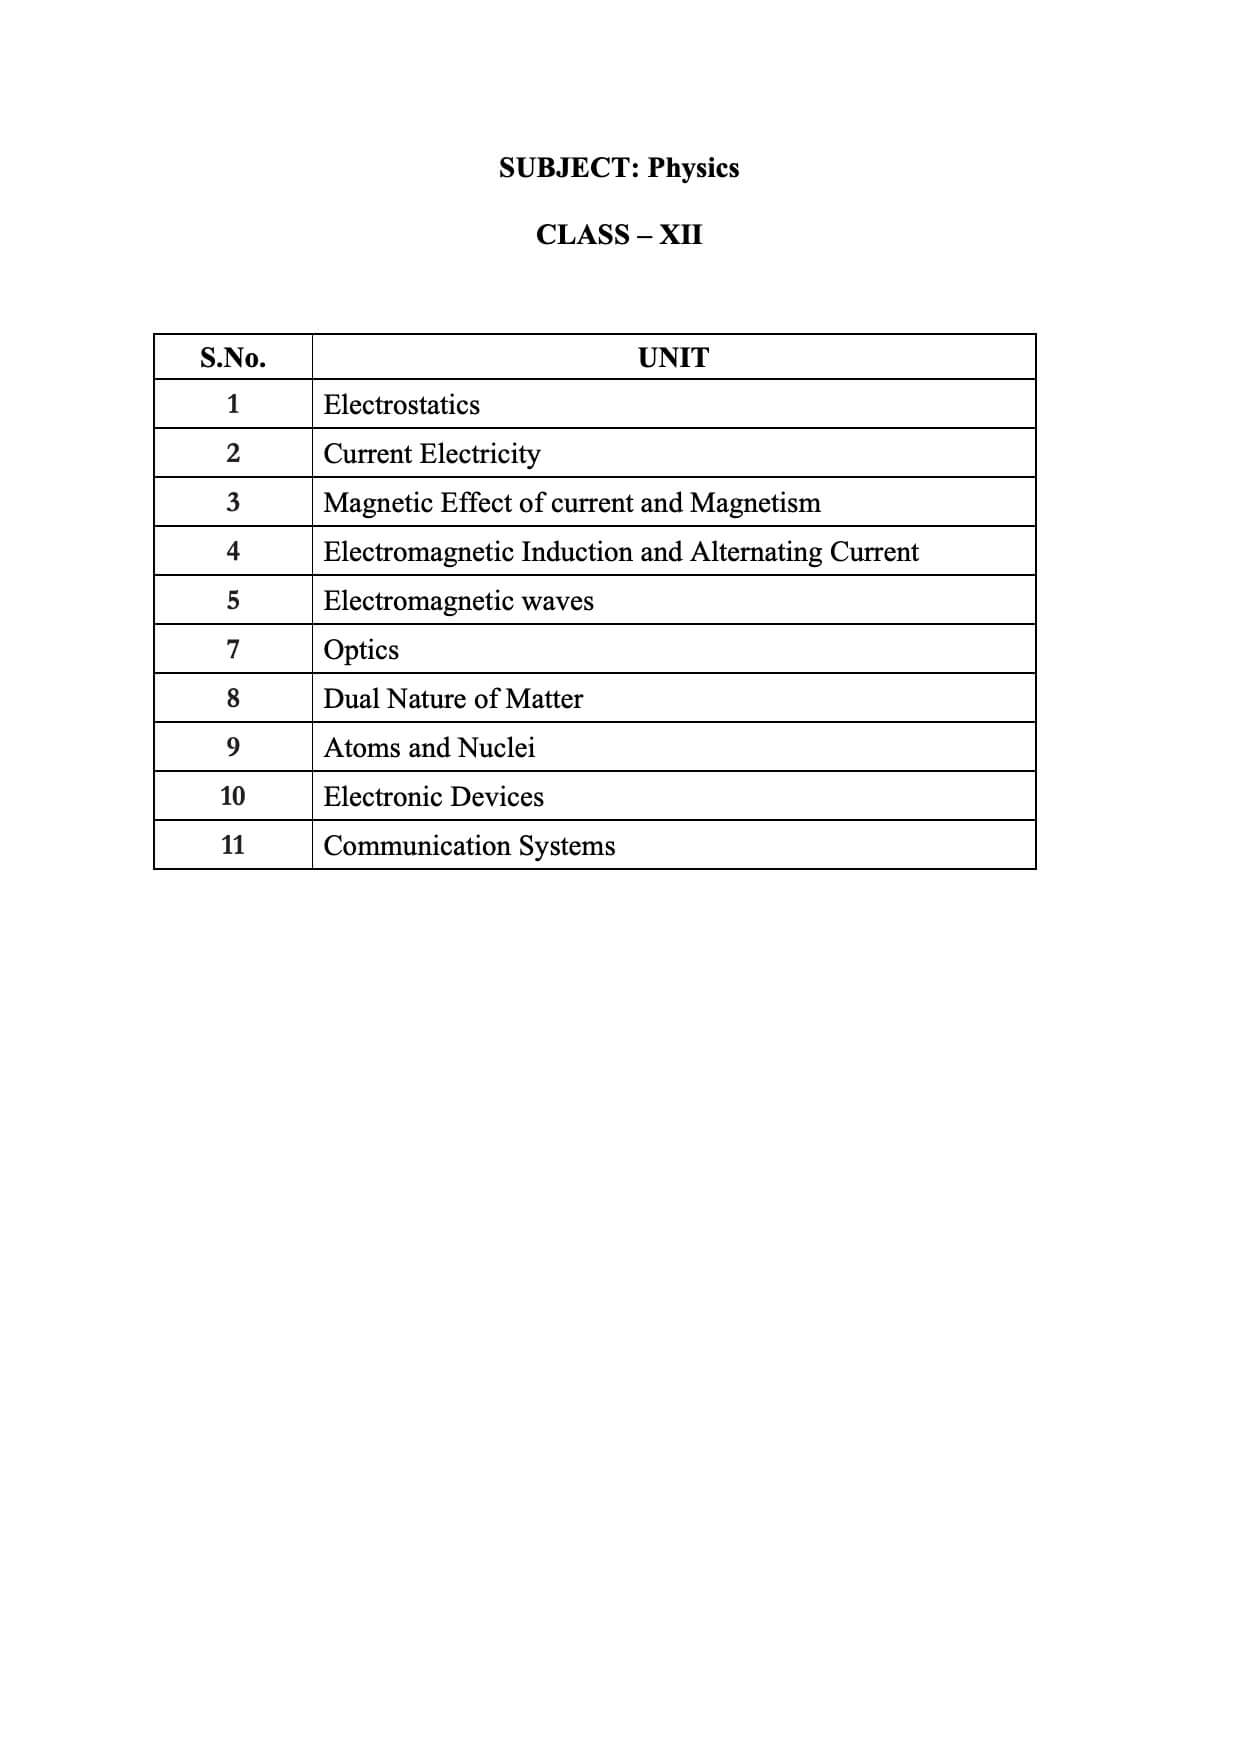 SUBJECT: Physics
CLASS – XII
S.No. UNIT
1 Electrostatics
2 Current Electricity
3 Magnetic Effect of current and Magnetism
4 Electromagnetic Induction and Alternating Current
5 Electromagnetic waves
7 Optics
8 Dual Nature of Matter
9 Atoms and Nuclei
10 Electronic Devices
11 Communication Systems